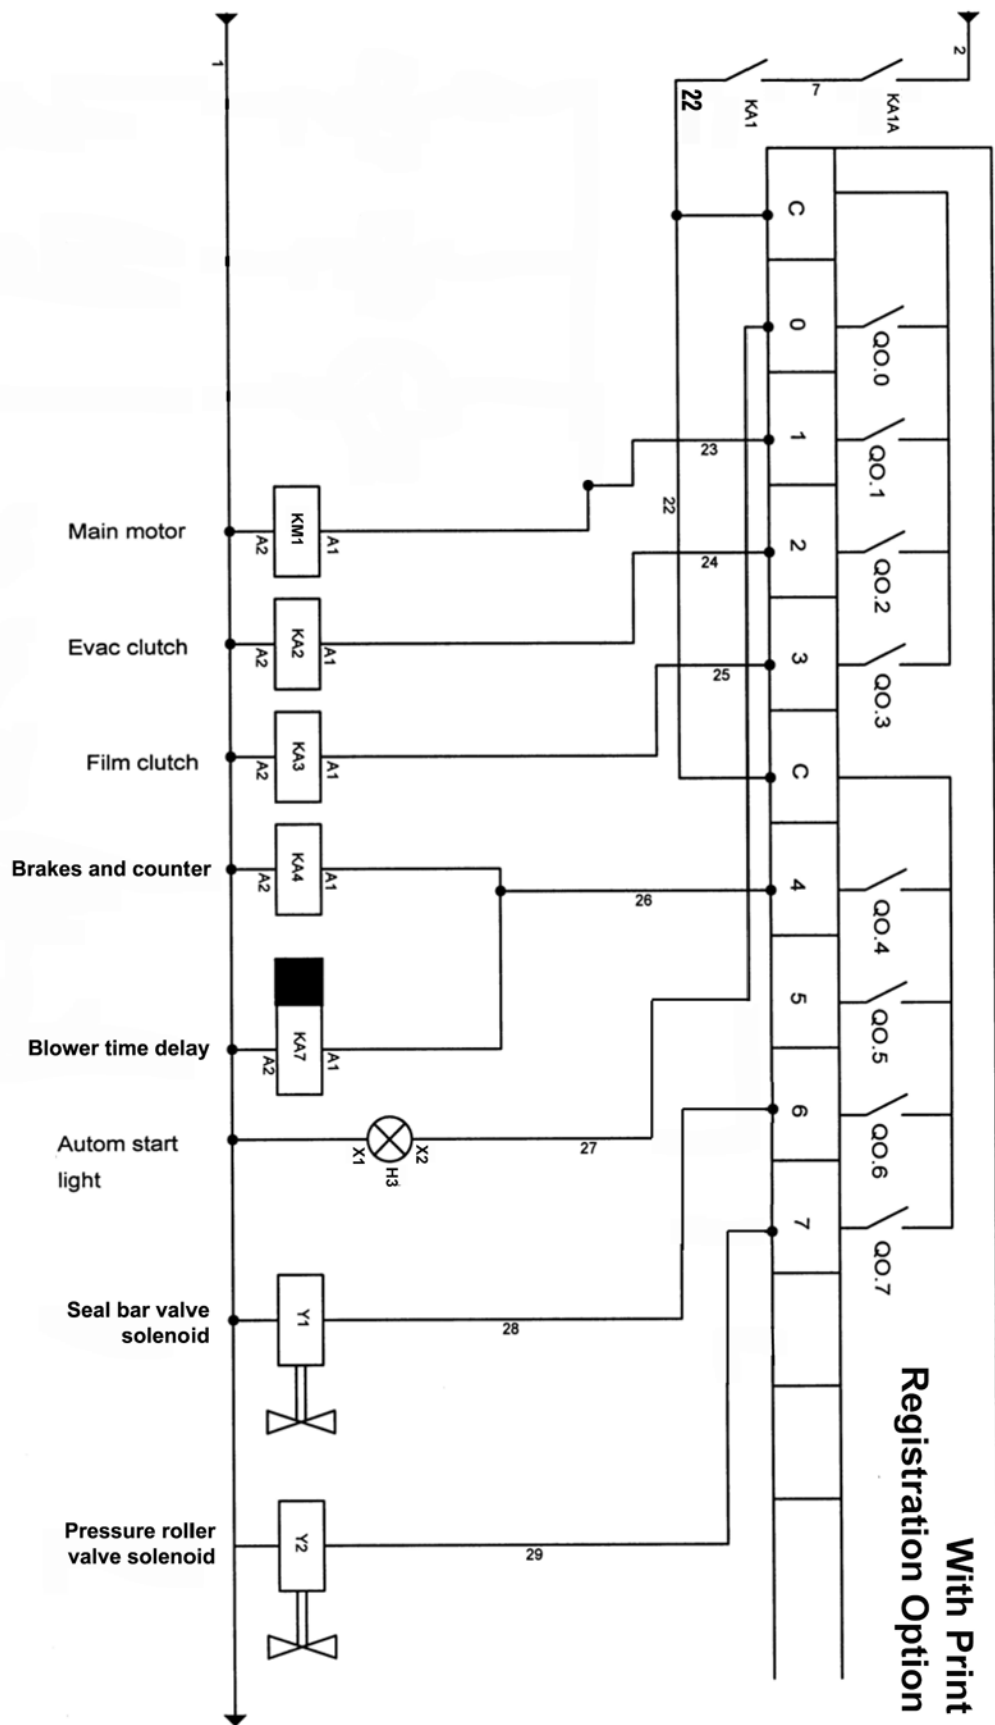 With Print
Registration Option
1
2
KA1A
7
KA1
22
C
0
QO.0
1
QO.1
23
22
2
QO.2
24
3
QO.3
25
C
4
QO.4
26
5
QO.5
6
QO.6
7
QO.7
Main motor
A2
KM1
A1
Evac clutch
A2
KA2
A1
Film clutch
A2
KA3
A1
Brakes and counter
A2
KA4
A1
Blower time delay
A2
KA7
A1
Autom start
light
X1
H3
X2
27
Seal bar valve
solenoid
Y1
28
Pressure roller
valve solenoid
Y2
29